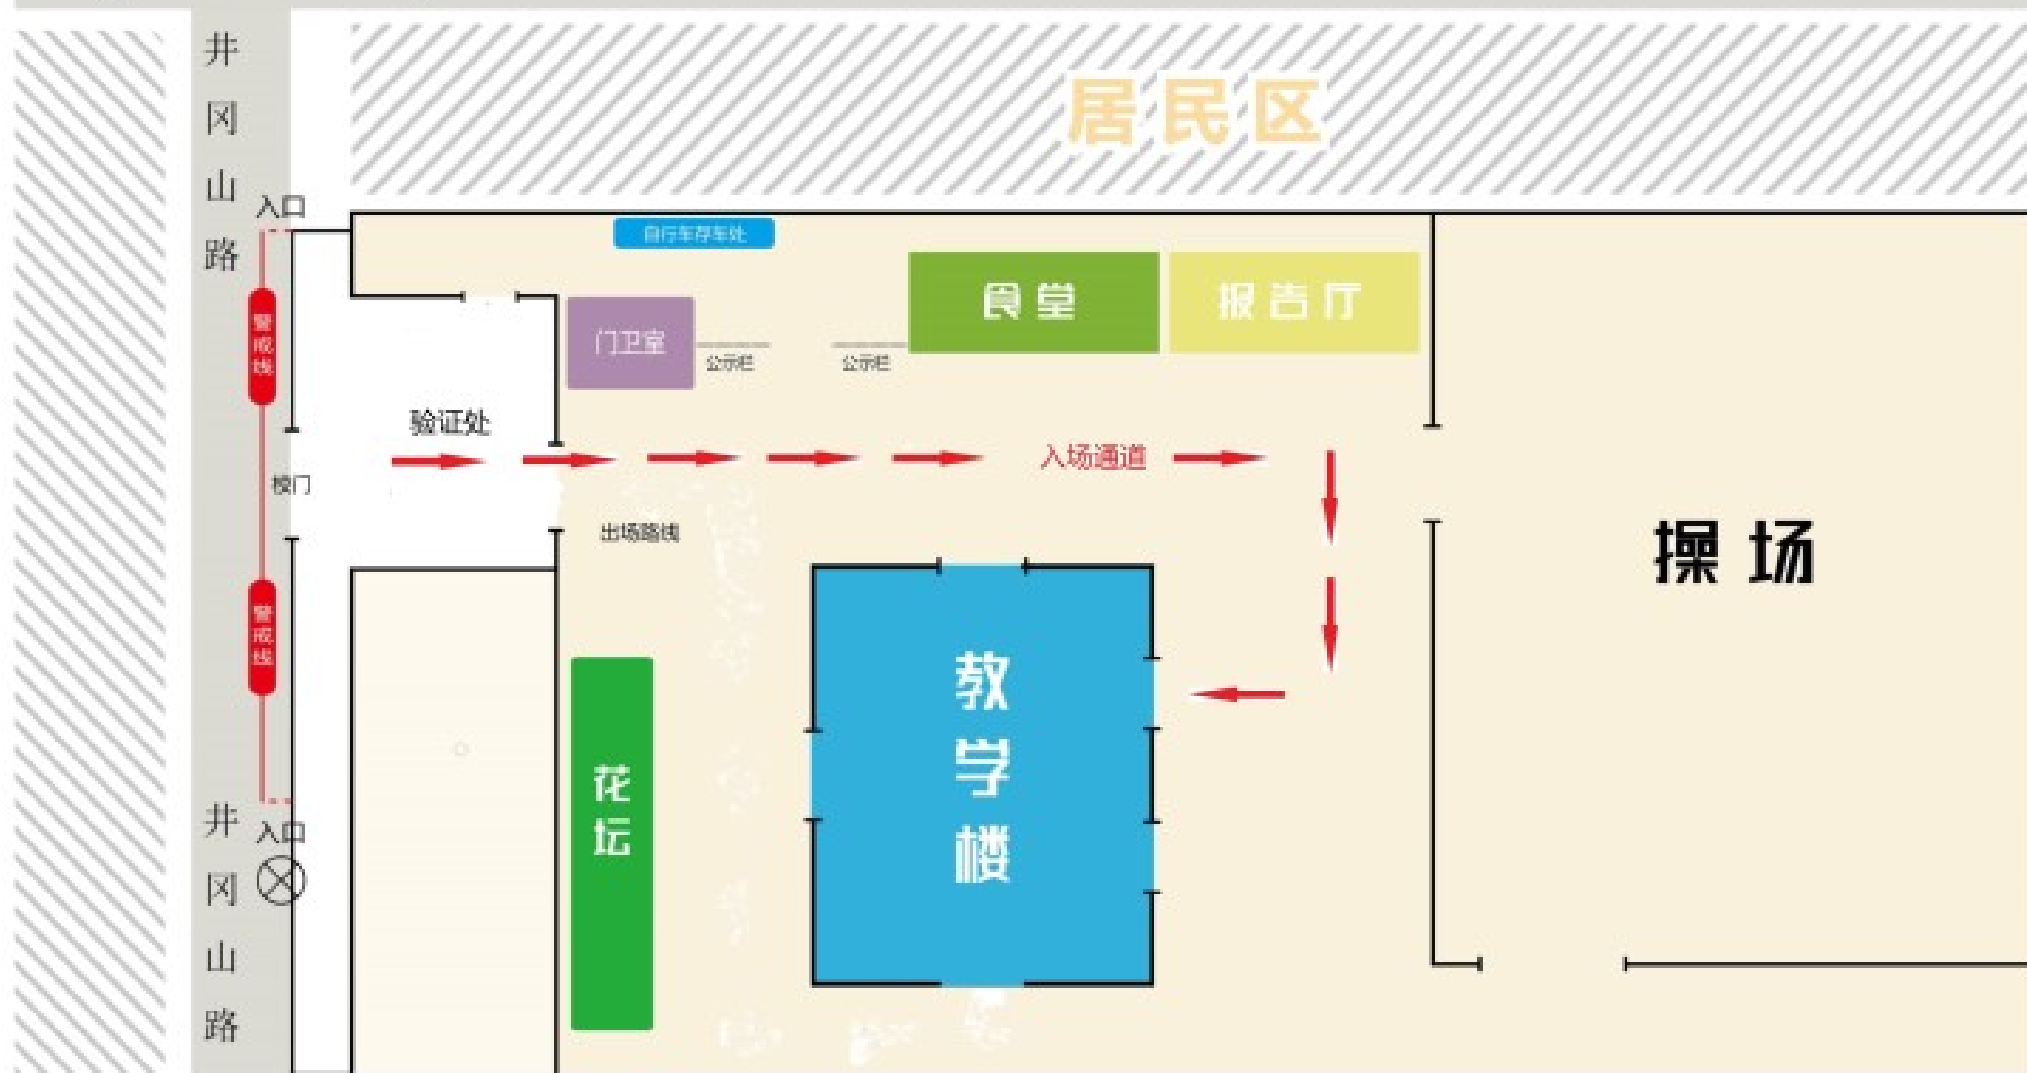 井冈山路
居民区
入口
自行车存车处
食堂
报告厅
警戒线
门卫室
公示栏
公示栏
验证处
入场通道
校门
出场路线
操场
警戒线
教学楼
花坛
井冈山路
入口